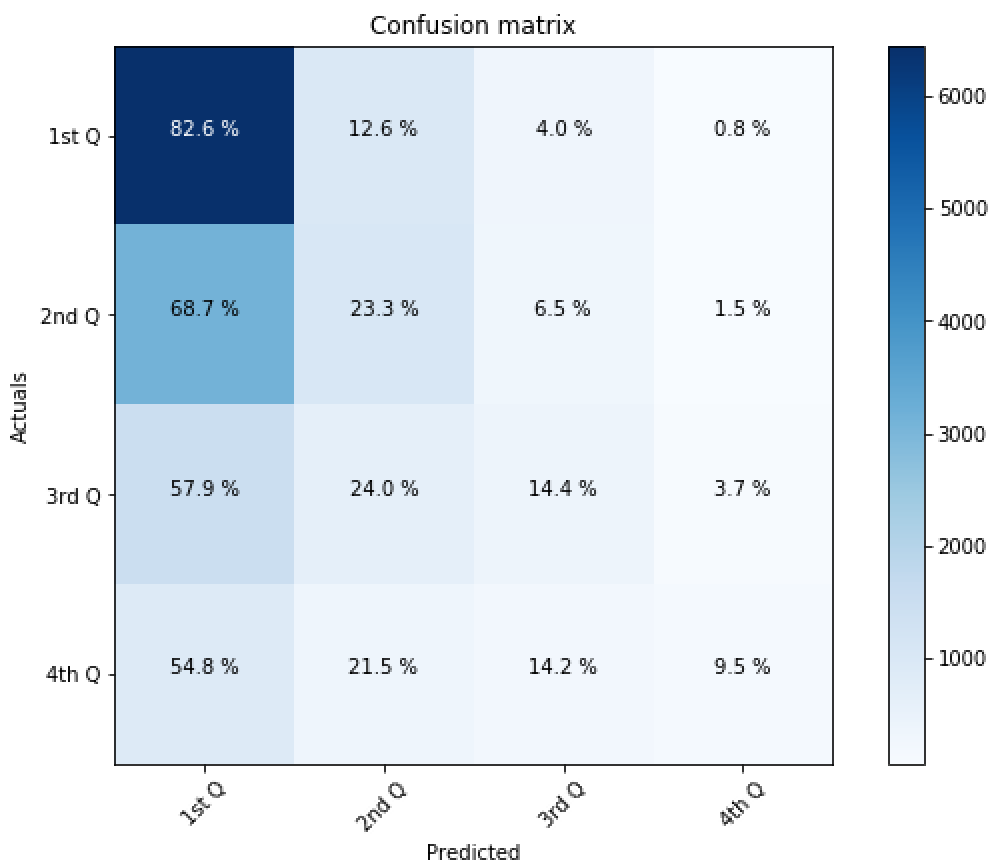 Confusion matrix
6000
1st Q 82.6 % 12.6 % 4.0 % 0.8 %
5000
2nd Q 68.7 % 23.3 % 6.5 % 1.5 %
4000
Actuals
3000
3rd Q 57.9 % 24.0 % 14.4 % 3.7 %
2000
4th Q 54.8 % 21.5 % 14.2 % 9.5 %
1000
1st Q 2nd Q 3rd Q 4th Q
Predicted